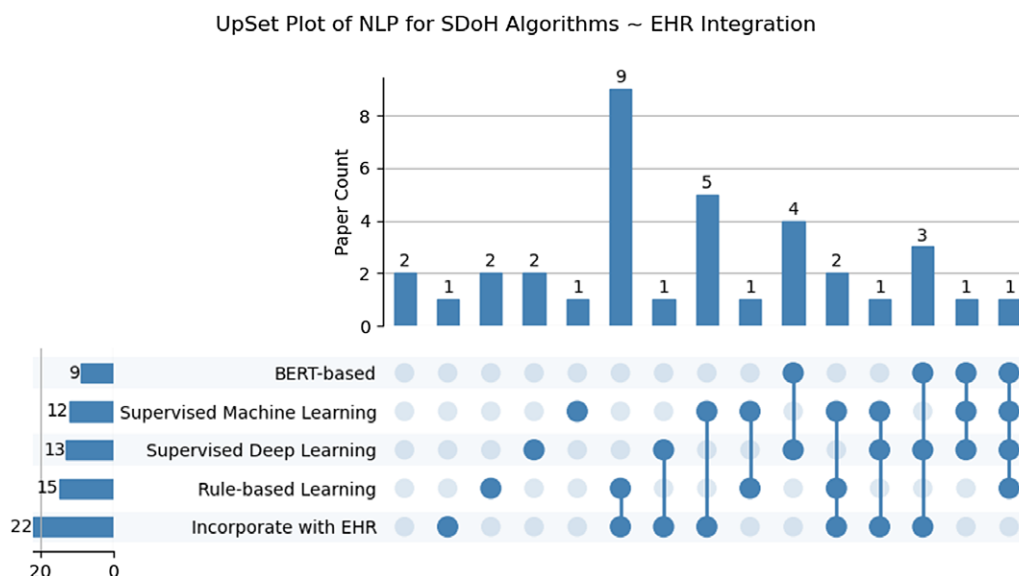 UpSet Plot of NLP for SDoH Algorithms ~ EHR Integration
9
8
5
6
Paper Count
4
4
3
2 2 2 2
2
1 1 1 1 1 1 1
0
9 BERT-based
12 Supervised Machine Learning
13 Supervised Deep Learning
15 Rule-based Learning
22 Incorporate with EHR
20 0